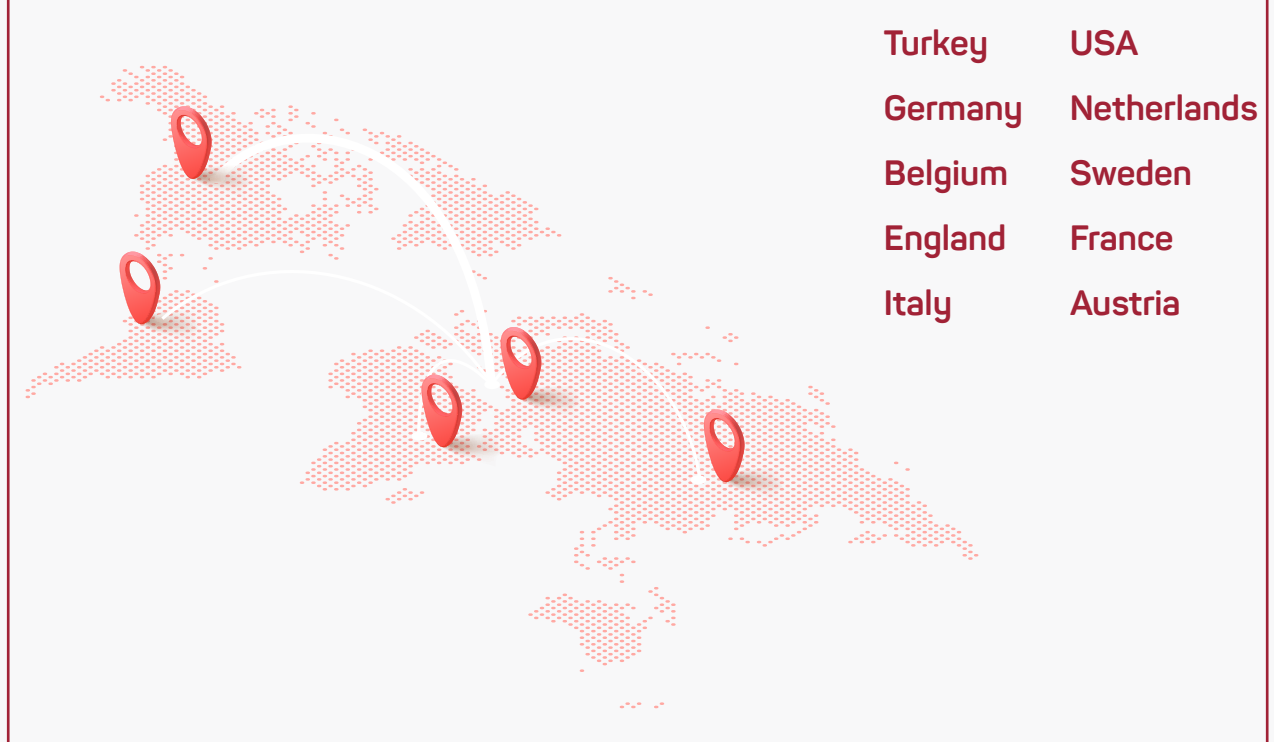 Turkey USA
Germany Netherlands
Belgium Sweden
England France
Italy Austria